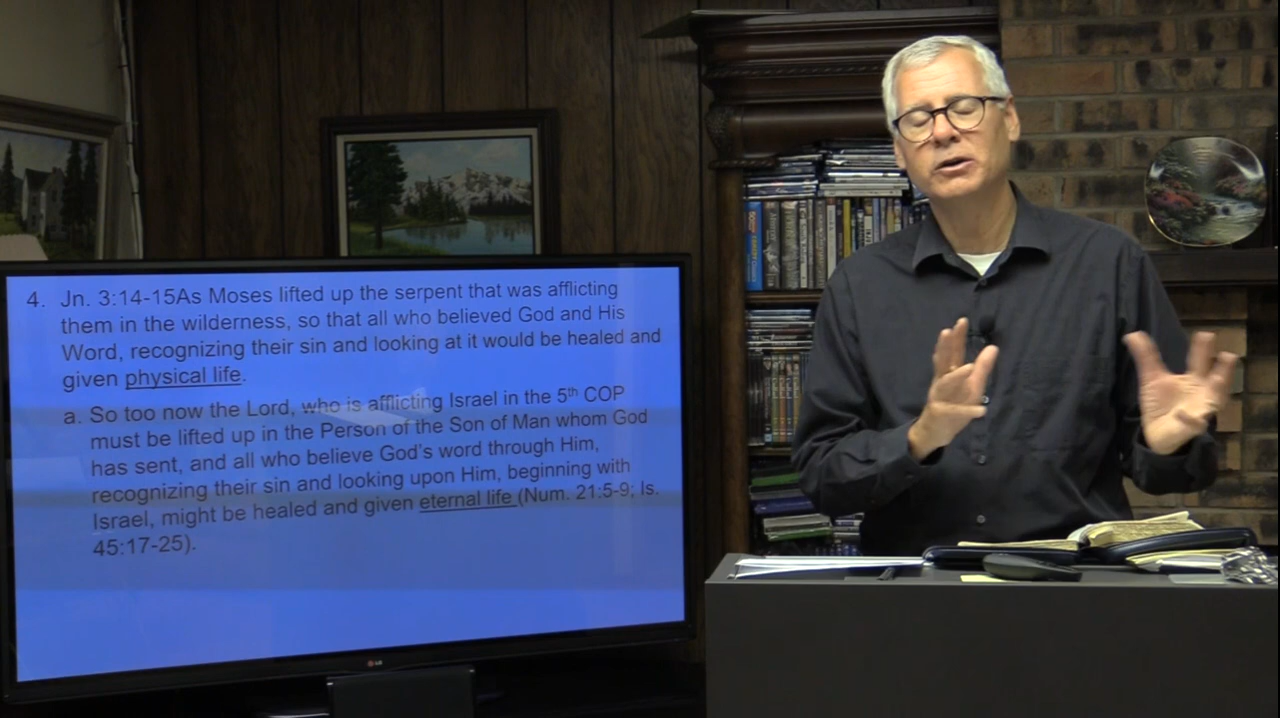 4. Jn. 3:14-15As Moses lifted up the serpent that was afflicting
them in the wilderness, so that all who believed God and His
Word, recognizing their sin and looking at it would be healed and
given physical life.
a. So too now the Lord, who is afflicting Israel in the 5th COP
must be lifted up in the Person of the Son of Man whom God
has sent, and all who believe God's word through Him,
recognizing their sin and looking upon Him, beginning with
Israel, might be healed and given eternal life (Num. 21:5-9; Is.
45:17-25).
LG